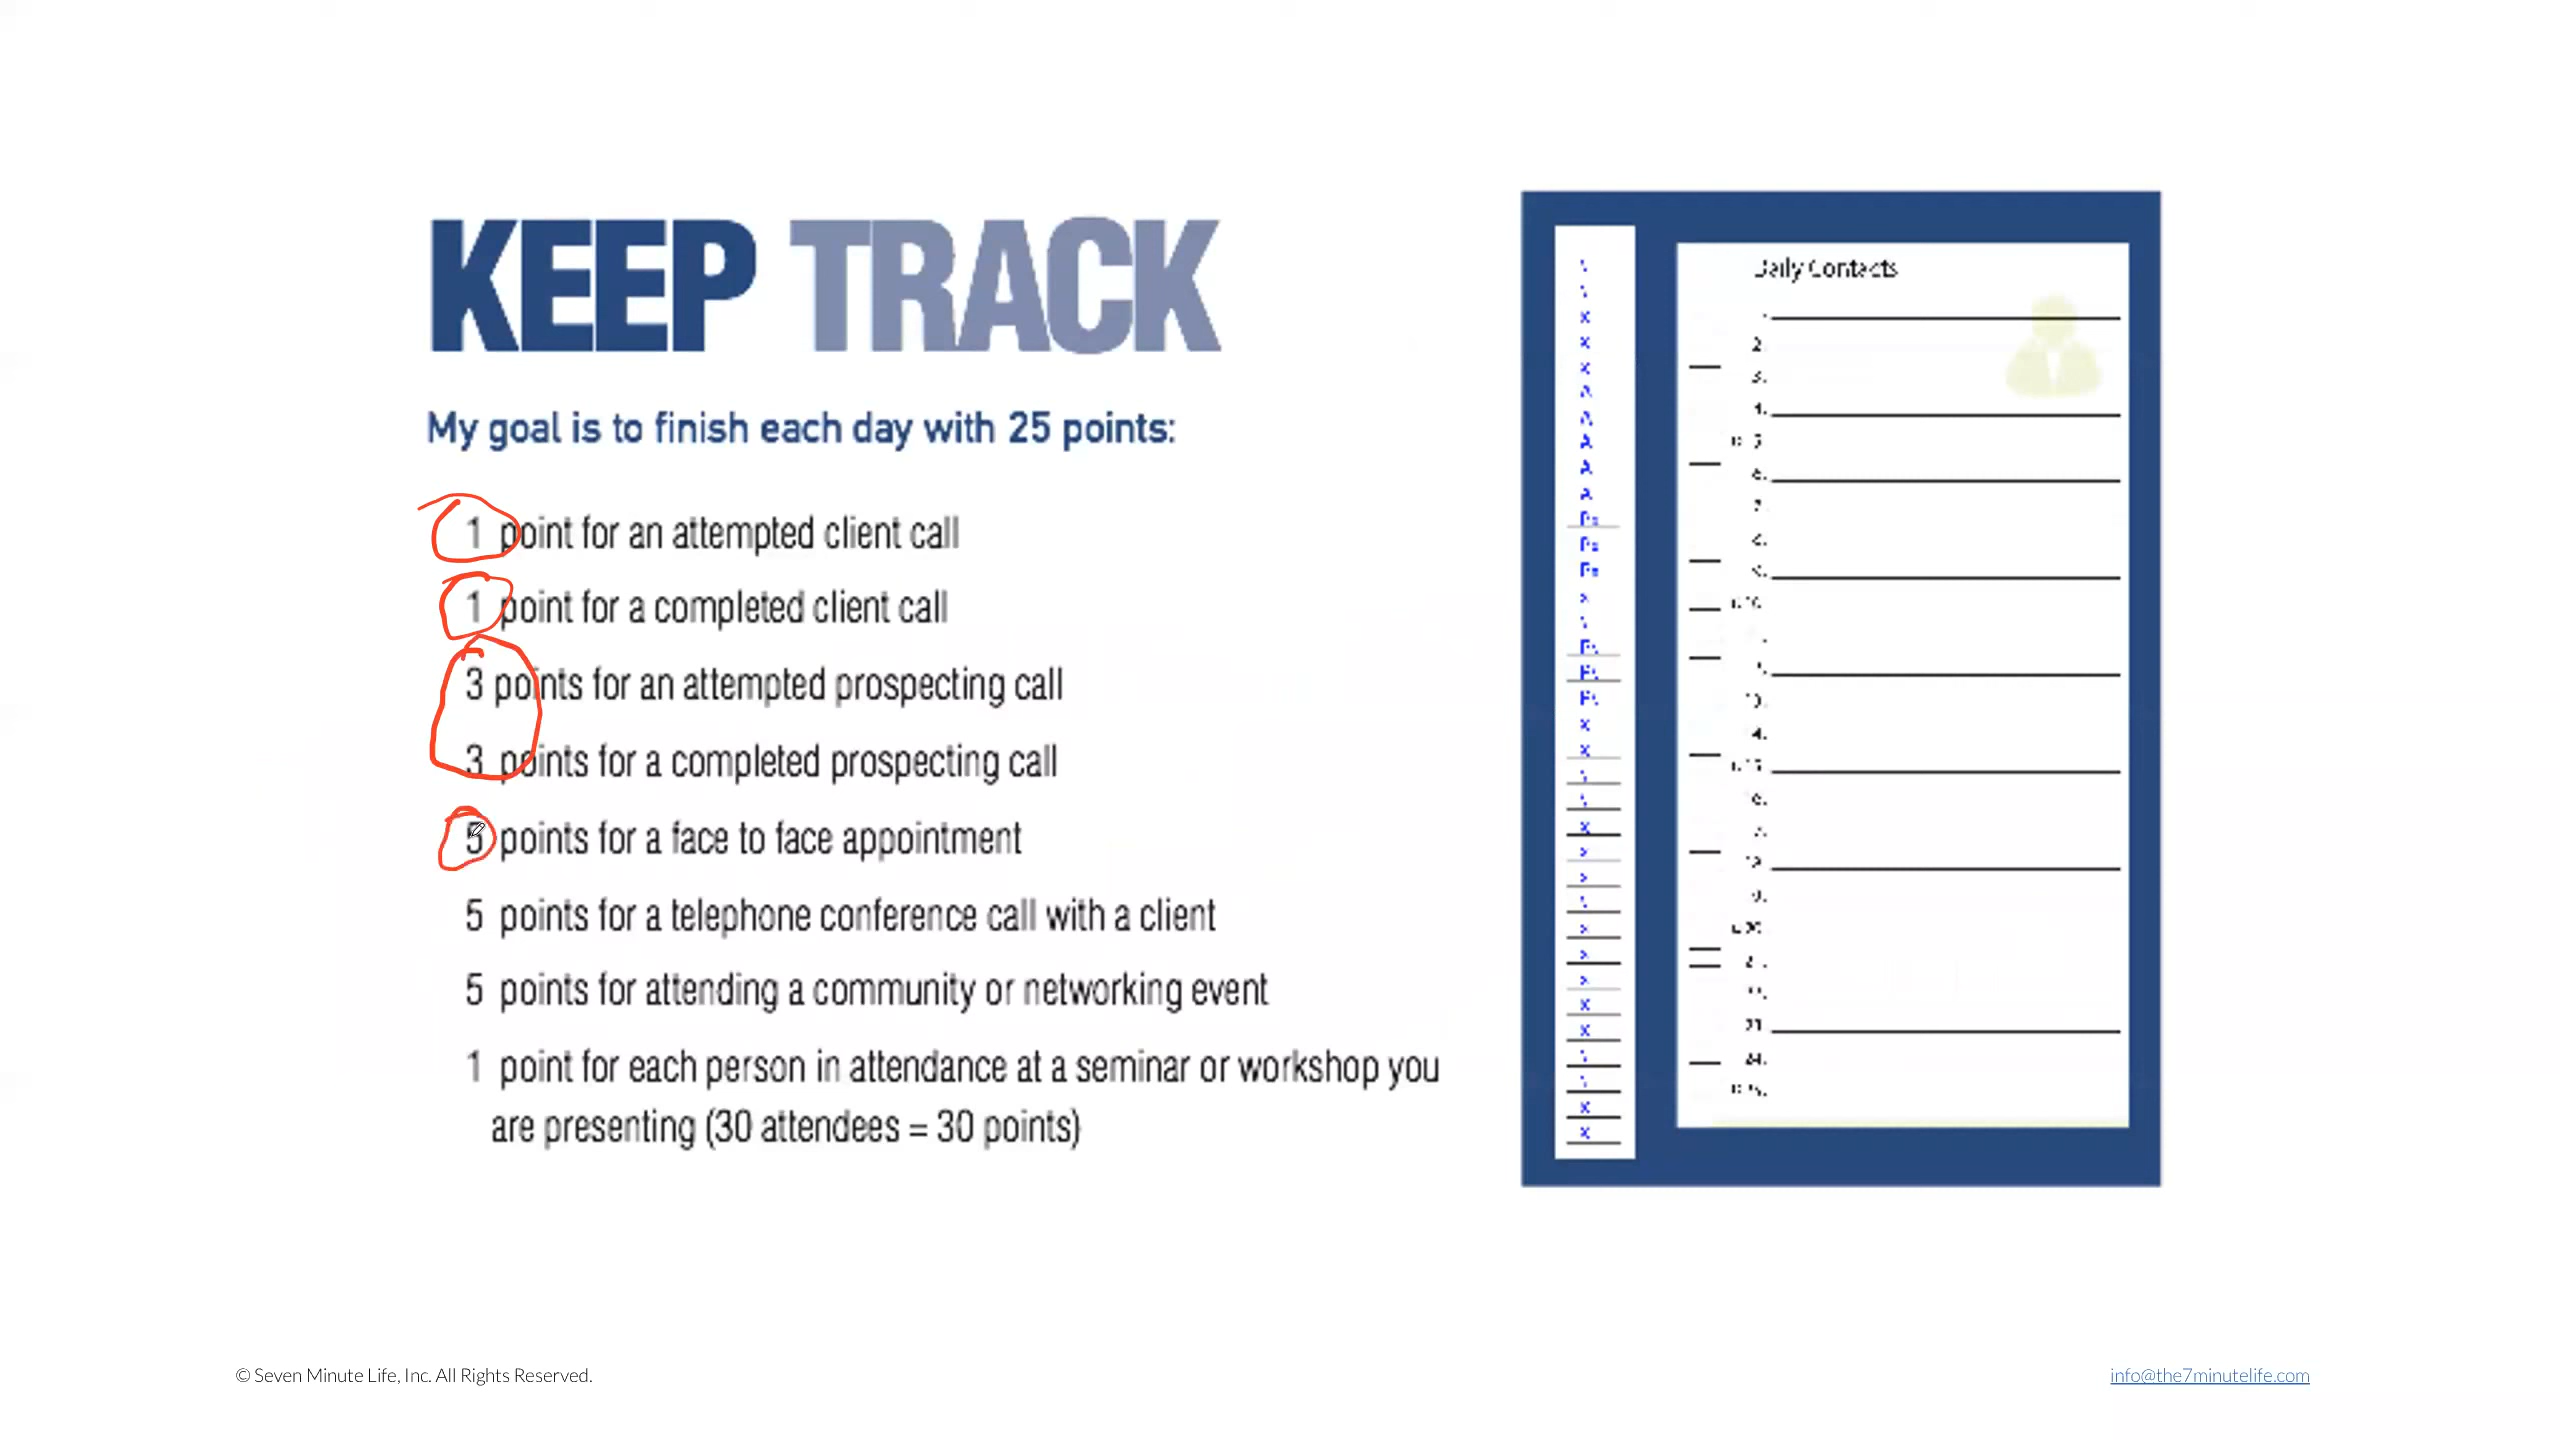 KEEP TRACK
My goal is to finish each day with 25 points:
1 point for an attempted client call
1 point for a completed client call
3 points for an attempted prospecting call
3 points for a completed prospecting call
5 points for a face to face appointment
5 points for a telephone conference call with a client
5 points for attending a community or networking event
1 point for each person in attendance at a seminar or workshop you
are presenting (30 attendees = 30 points)
Daily Contacts
© Seven Minute Life, Inc. All Rights Reserved.
info@the7minutelife.com